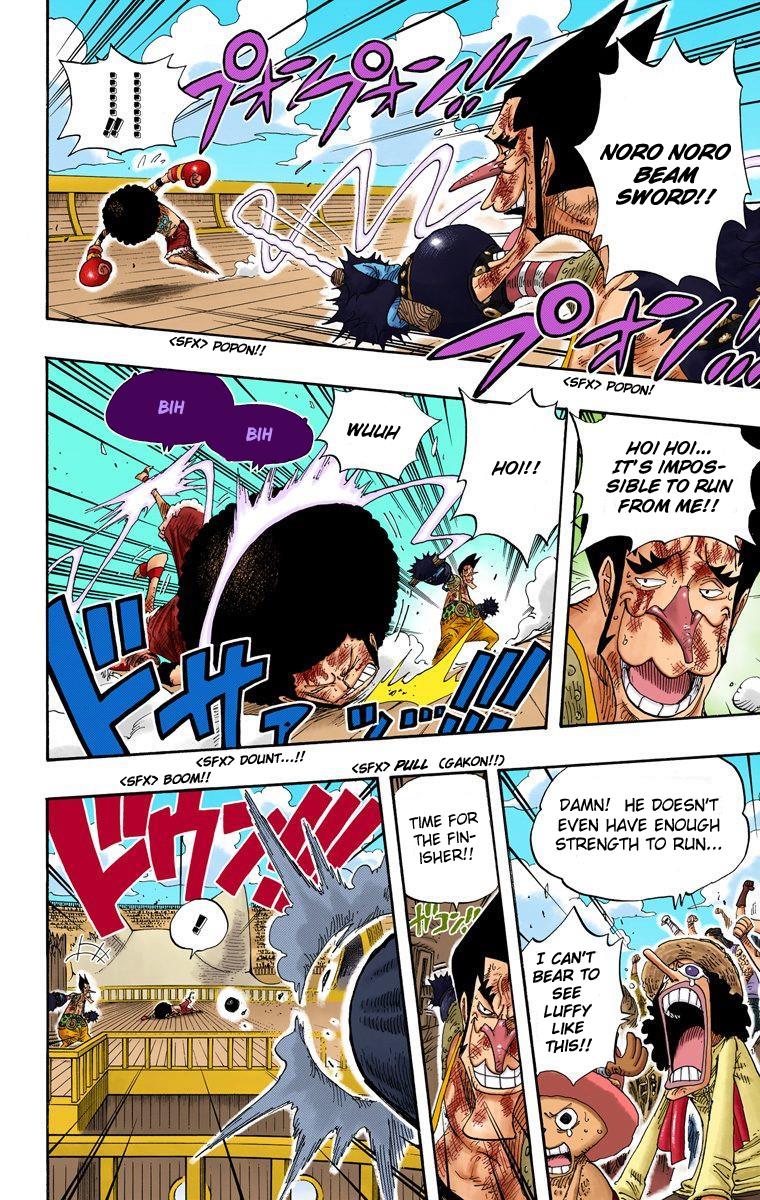 NORO NORO
BEAM
SWORD!!
プォンプォン!!!
!!
プォン!!!
<SFX> POPON!!
<SFX> POPON!
HOI HOI...
IT'S IMPOS-
SIBLE TO RUN
FROM ME!!
HOI!!
WUUH
BIH
BIH
ドサァッ…!!!
<SFX> DOUNT...!!
<SFX> PULL (GAKON!!)
<SFX> BOOM!!
DAMN! HE DOESN'T
EVEN HAVE ENOUGH
STRENGTH TO RUN...
I CAN'T
BEAR TO
SEE
LUFFY
LIKE
THIS!!
TIME FOR
THE FIN-
ISHER!!
ガコン!!
ドウン!!!
!!